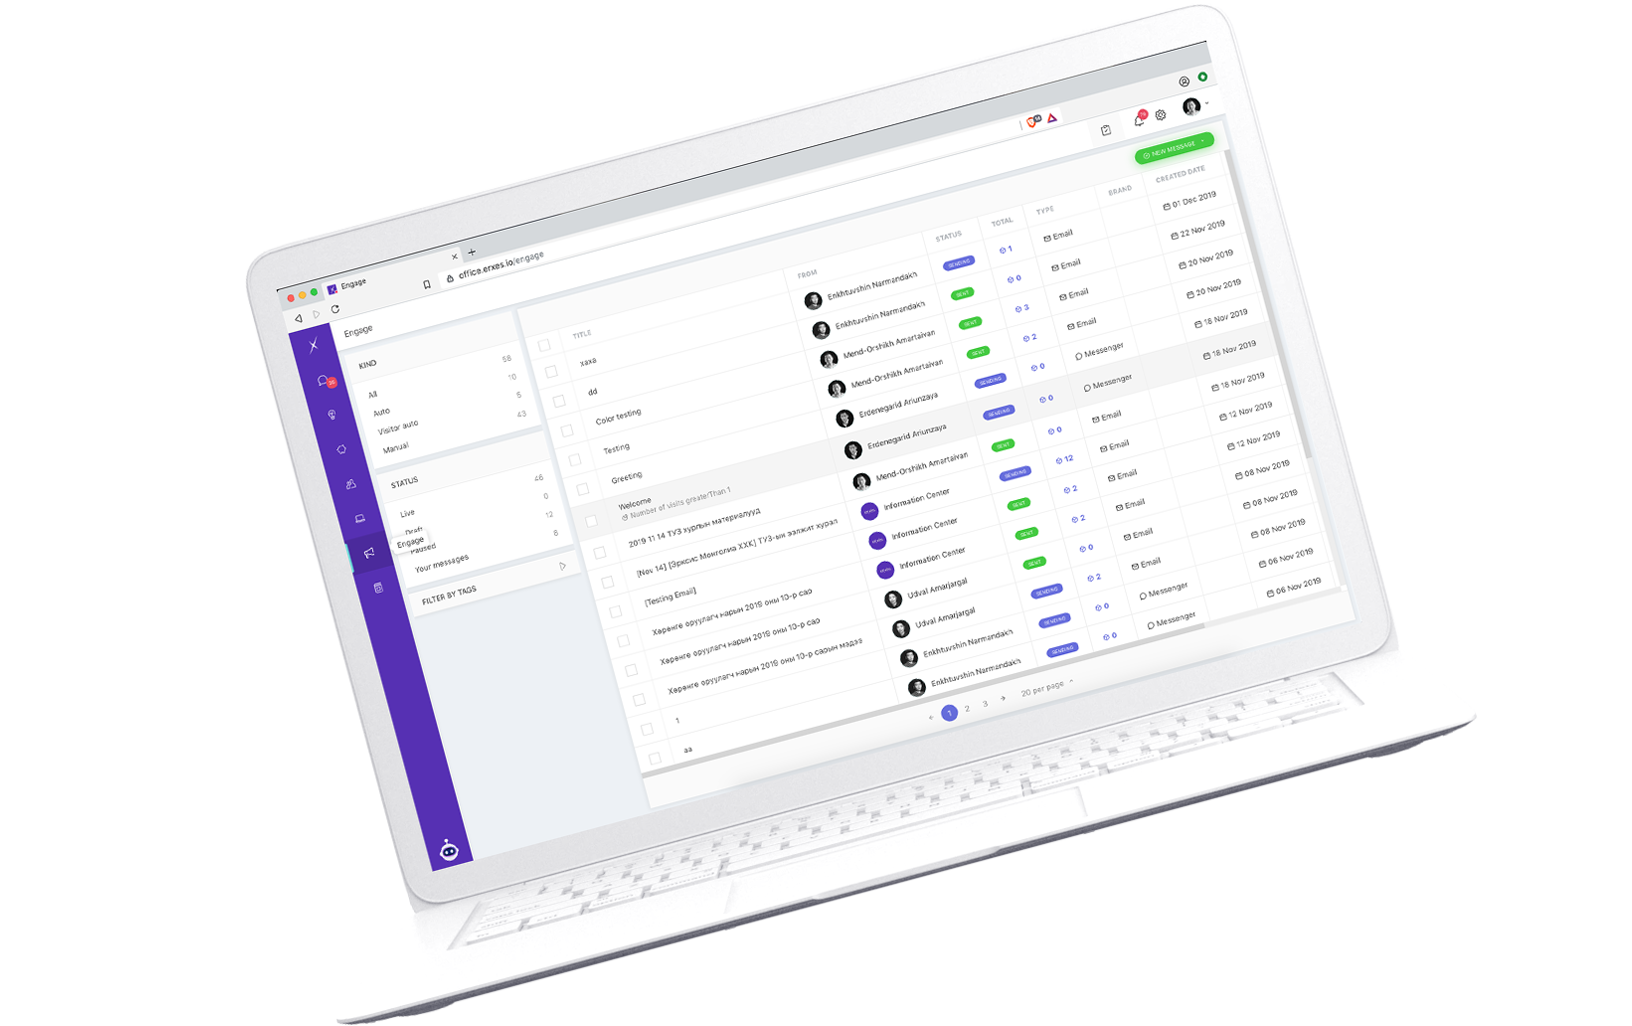 Engage
office.erxes.io/engage
Engage
NEW MESSAGE
KIND
All 58
Auto 10
Visitor auto 5
Manual 43
STATUS
Live 46
Draft 0
Paused 12
Your messages 6
Engage
FILTER BY TAGS
TITLE FROM STATUS TOTAL TYPE BRAND CREATED DATE
xaxa Enkhtuvshin Narmandakh SENDING 1 Email 01 Dec 2019
dd Enkhtuvshin Narmandakh SENT 0 Email 22 Nov 2019
Color testing Mend-Orshikh Amartaivan SENT 3 Email 20 Nov 2019
Testing Mend-Orshikh Amartaivan SENT 2 Email 20 Nov 2019
Greeting Erdenegarid Ariunzaya SENDING 0 Messenger 18 Nov 2019
Welcome Erdenegarid Ariunzaya SENDING 0 Messenger 18 Nov 2019
Number of visits greaterThan 1
2019 11 14 ТУЗ хурлын материалууд Mend-Orshikh Amartaivan SENT 0 Email 18 Nov 2019
[Nov 14] [Эрксис Монголиа ХХК] ТУЗ-ын ээлжит хурал Information Center SENDING 12 Email 12 Nov 2019
[Testing Email] Information Center SENT 2 Email 12 Nov 2019
Хөрөнгө оруулагч нарын 2019 оны 10-р сар Information Center SENT 2 Email 08 Nov 2019
Хөрөнгө оруулагч нарын 2019 оны 10-р сар Udval Amarjargal SENT 0 Email 08 Nov 2019
Хөрөнгө оруулагч нарын 2019 оны 10-р сарын мэдээ Udval Amarjargal SENDING 2 Email 08 Nov 2019
1 Enkhtuvshin Narmandakh SENDING 0 Messenger 06 Nov 2019
aa Enkhtuvshin Narmandakh SENDING 0 Messenger 06 Nov 2019
1 2 3 20 per page